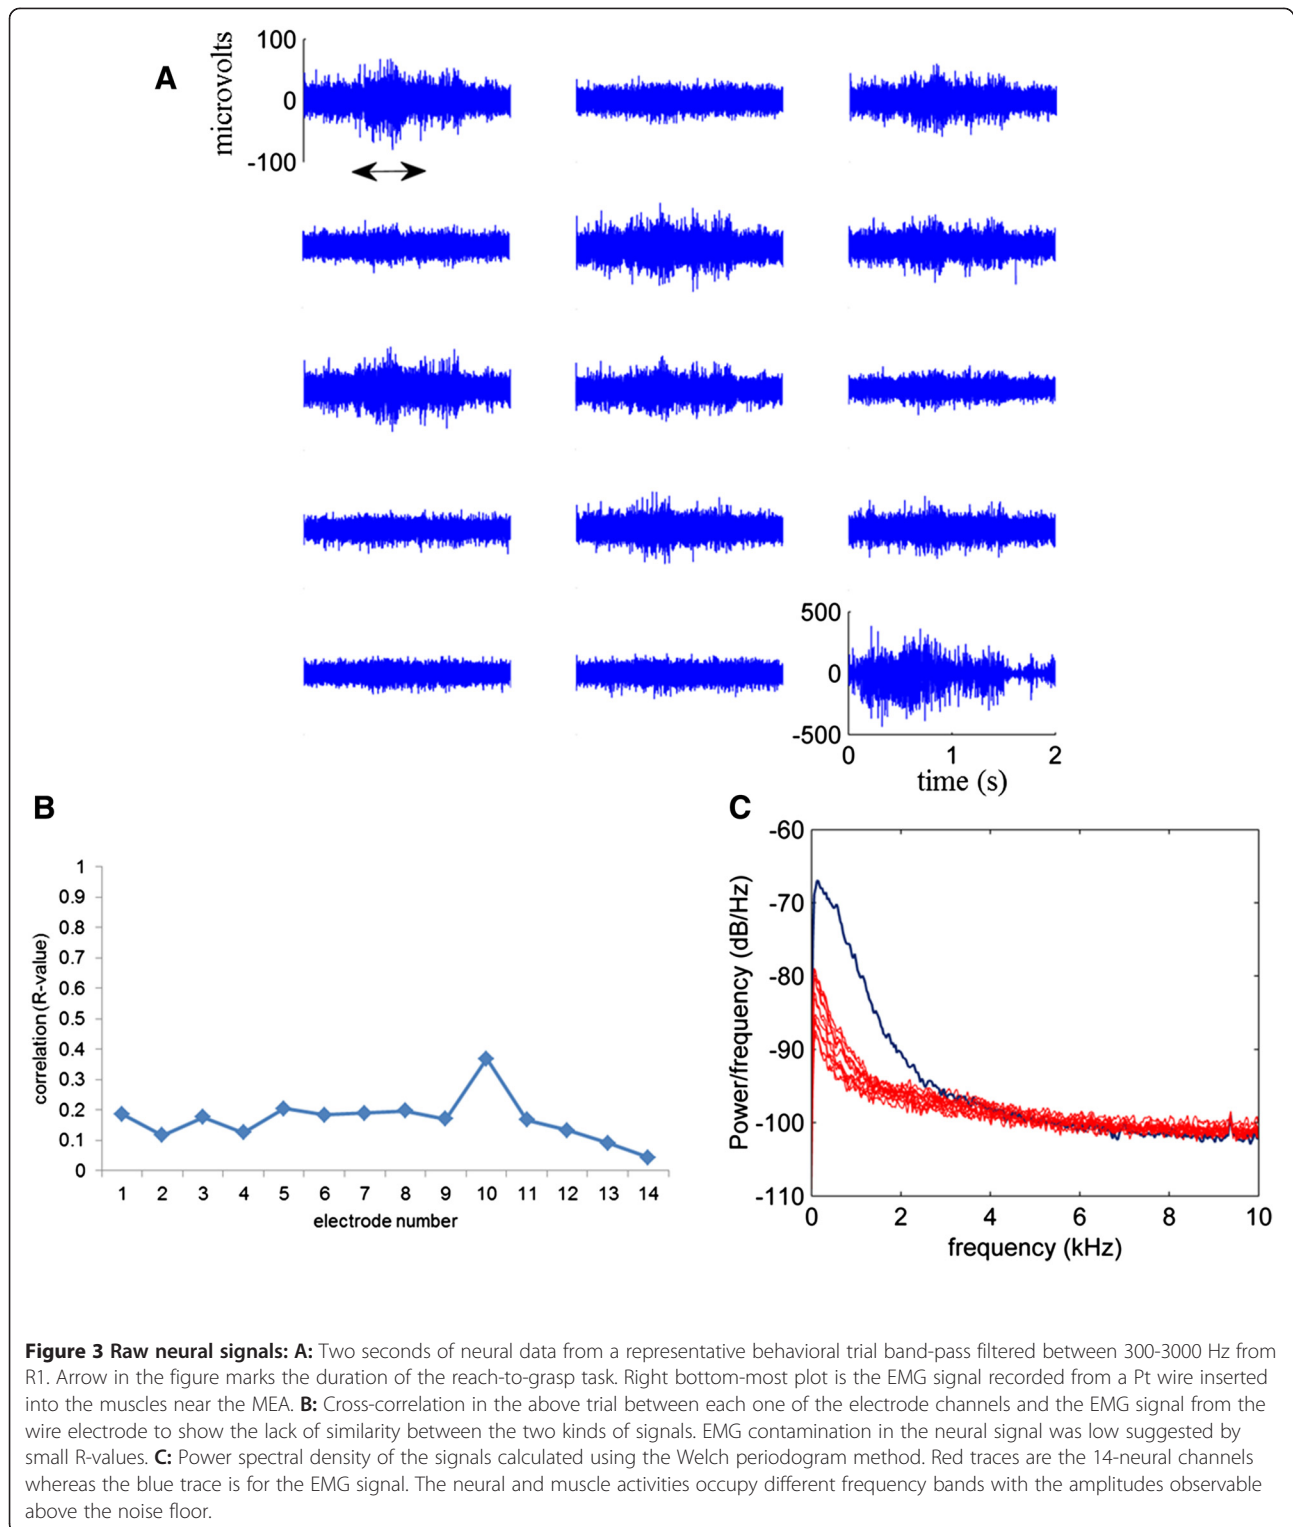 A
microvolts
100
0
-100
500
0
-500
0 1 2
time (s)
B
correlation (R-value)
1
0.9
0.8
0.7
0.6
0.5
0.4
0.3
0.2
0.1
0
1 2 3 4 5 6 7 8 9 10 11 12 13 14
electrode number
C
Power/frequency (dB/Hz)
-60
-70
-80
-90
-100
-110
0 2 4 6 8 10
frequency (kHz)
Figure 3 Raw neural signals: A: Two seconds of neural data from a representative behavioral trial band-pass filtered between 300-3000 Hz from
R1. Arrow in the figure marks the duration of the reach-to-grasp task. Right bottom-most plot is the EMG signal recorded from a Pt wire inserted
into the muscles near the MEA. B: Cross-correlation in the above trial between each one of the electrode channels and the EMG signal from the
wire electrode to show the lack of similarity between the two kinds of signals. EMG contamination in the neural signal was low suggested by
small R-values. C: Power spectral density of the signals calculated using the Welch periodogram method. Red traces are the 14-neural channels
whereas the blue trace is for the EMG signal. The neural and muscle activities occupy different frequency bands with the amplitudes observable
above the noise floor.